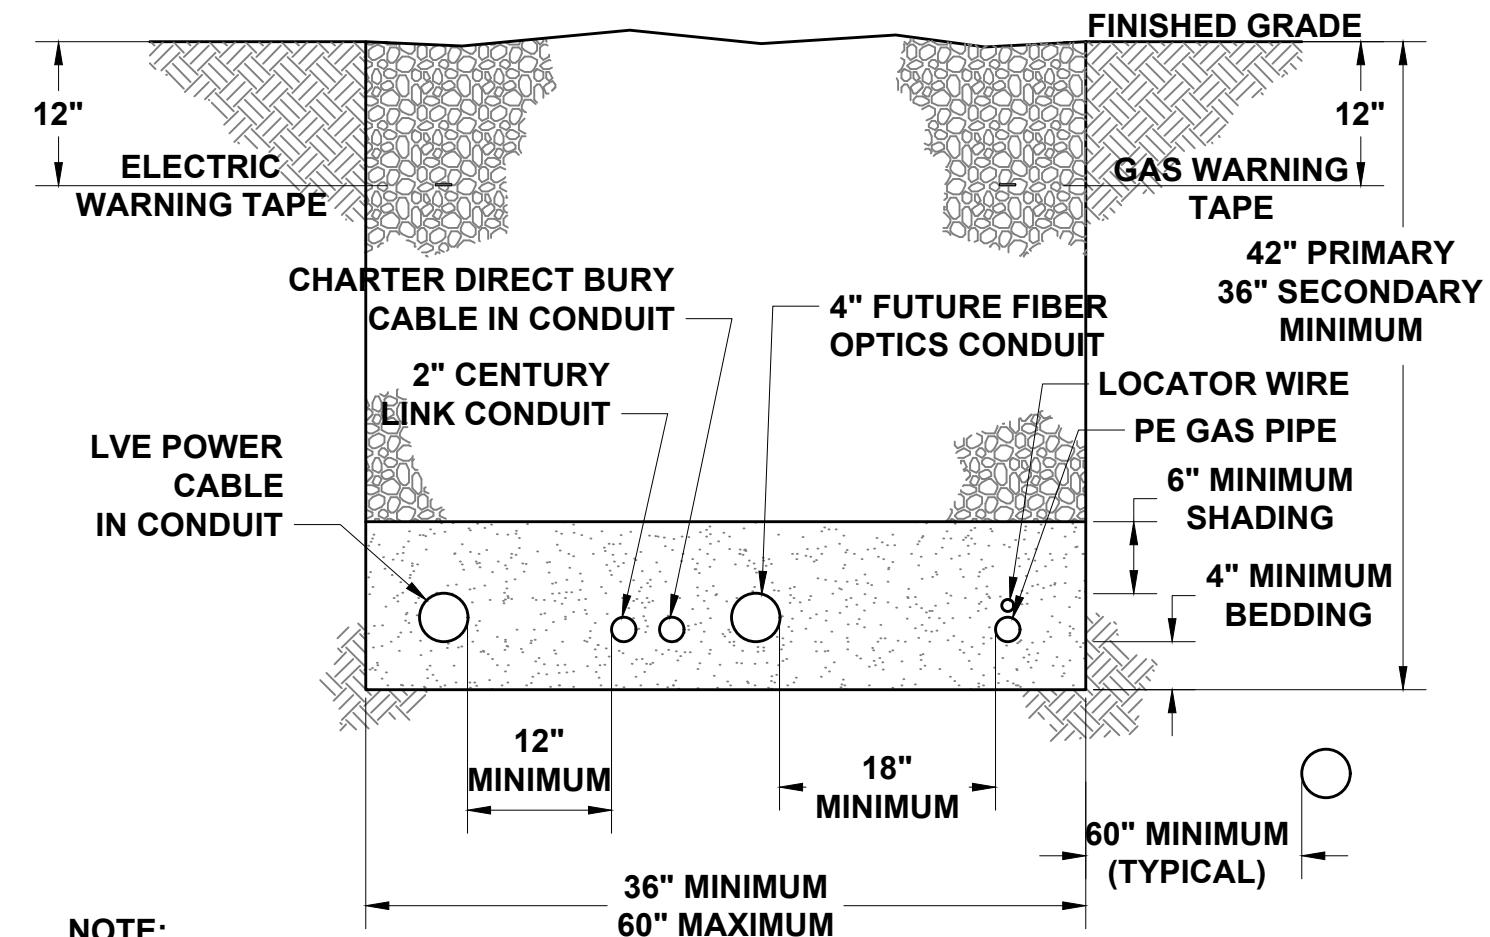 FINISHED GRADE
12"
12"
ELECTRIC
WARNING TAPE
GAS WARNING
TAPE
42" PRIMARY
36" SECONDARY
MINIMUM
CHARTER DIRECT BURY
CABLE IN CONDUIT
4" FUTURE FIBER
OPTICS CONDUIT
2" CENTURY
LINK CONDUIT
LOCATOR WIRE
PE GAS PIPE
LVE POWER
CABLE
IN CONDUIT
6" MINIMUM
SHADING
4" MINIMUM
BEDDING
12"
MINIMUM
18"
MINIMUM
60" MINIMUM
(TYPICAL)
36" MINIMUM
60" MAXIMUM
NOTE: